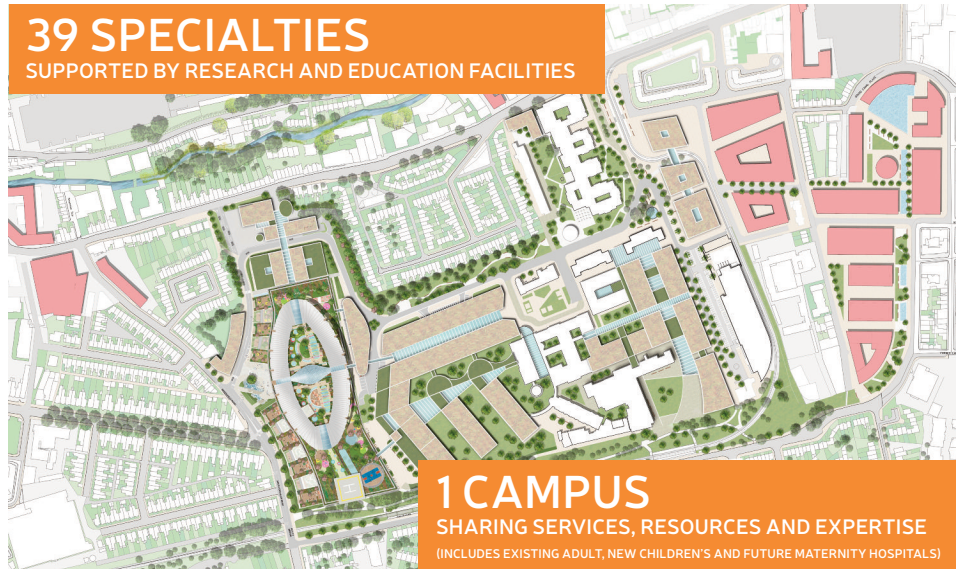 39 SPECIALTIES
SUPPORTED BY RESEARCH AND EDUCATION FACILITIES
H
1 CAMPUS
SHARING SERVICES, RESOURCES AND EXPERTISE
(INCLUDES EXISTING ADULT, NEW CHILDREN'S AND FUTURE MATERNITY HOSPITALS)